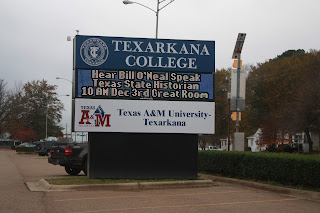 TEXARKANA
COLLEGE
Hear Bill O'Neal Speak
Texas State Historian
10 AM Dec 3rd Great Room
TEXAS
A&M
Texas A&M University-
Texarkana